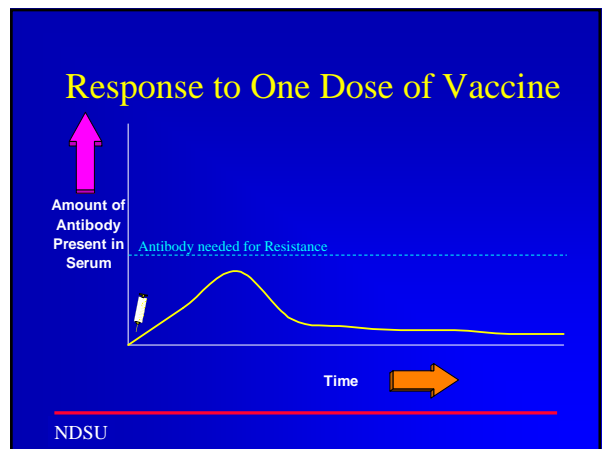 Response to One Dose of Vaccine
Amount of
Antibody
Present in
Serum
Antibody needed for Resistance
Time
NDSU